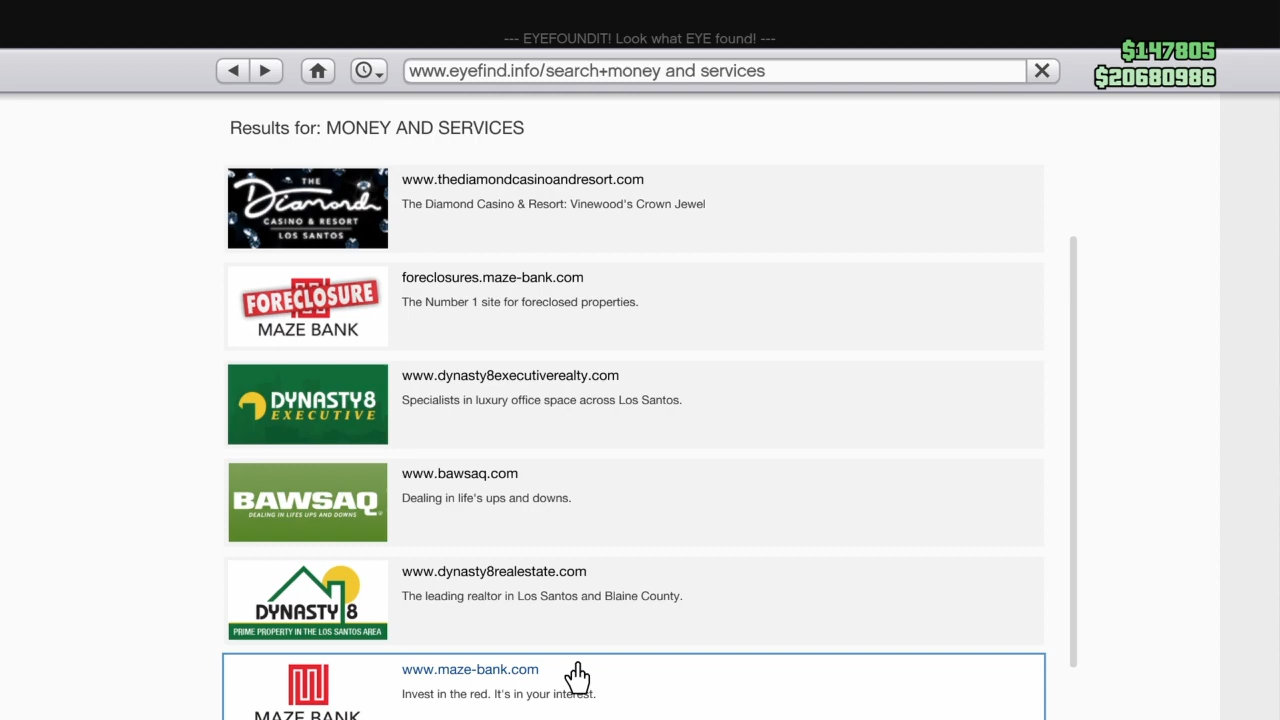 --- EYEFOUNDIT! Look what EYE found! ---
$147805
www.eyefind.info/search+money and services
$20680986
Results for: MONEY AND SERVICES
THE
Diamond
CASINO & RESORT
LOS SANTOS
www.thediamondcasinoandresort.com
The Diamond Casino & Resort: Vinewood's Crown Jewel
FORECLOSURE
MAZE BANK
foreclosures.maze-bank.com
The Number 1 site for foreclosed properties.
DYNASTY 8
EXECUTIVE
www.dynasty8executiverealty.com
Specialists in luxury office space across Los Santos.
BAWSAQ
DEALING IN LIFES UPS AND DOWNS
www.bawsaq.com
Dealing in life's ups and downs.
DYNASTY 8
PRIME PROPERTY IN THE LOS SANTOS AREA
www.dynasty8realestate.com
The leading realtor in Los Santos and Blaine County.
MAZE BANK
www.maze-bank.com
Invest in the red. It's in your interest.